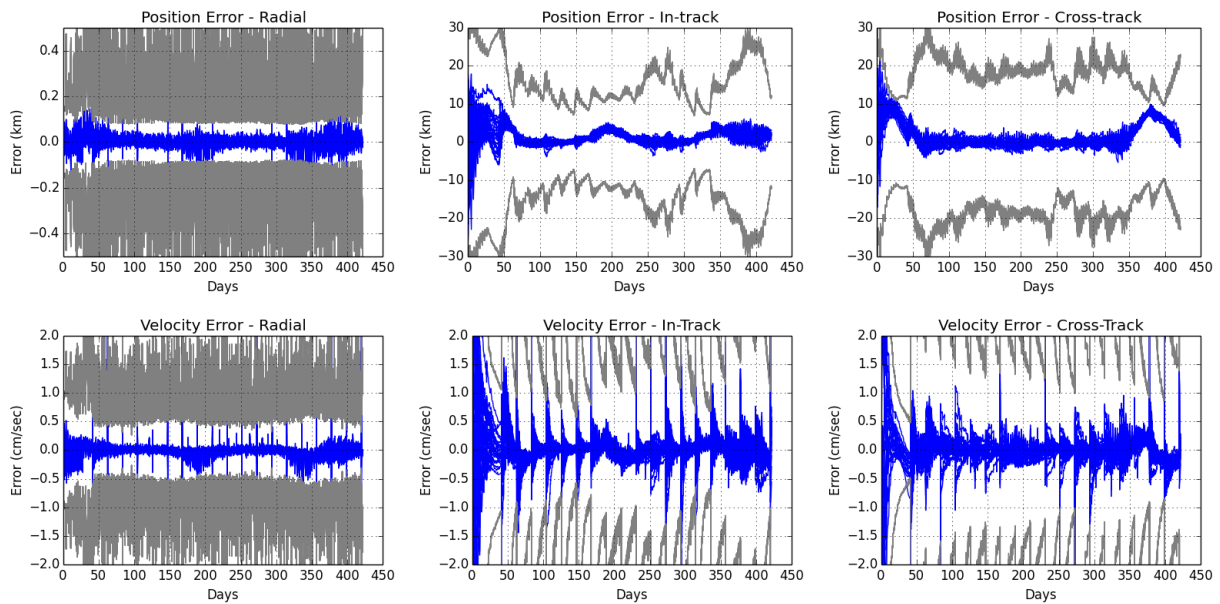 Position Error - Radial
Error (km)
0.4
0.2
0.0
−0.2
−0.4
0 50 100 150 200 250 300 350 400 450
Days
Position Error - In-track
Error (km)
30
20
10
0
−10
−20
−30
0 50 100 150 200 250 300 350 400 450
Days
Position Error - Cross-track
Error (km)
30
20
10
0
−10
−20
−30
0 50 100 150 200 250 300 350 400 450
Days
Velocity Error - Radial
Error (cm/sec)
2.0
1.5
1.0
0.5
0.0
−0.5
−1.0
−1.5
−2.0
0 50 100 150 200 250 300 350 400 450
Days
Velocity Error - In-Track
Error (cm/sec)
2.0
1.5
1.0
0.5
0.0
−0.5
−1.0
−1.5
−2.0
0 50 100 150 200 250 300 350 400 450
Days
Velocity Error - Cross-Track
Error (cm/sec)
2.0
1.5
1.0
0.5
0.0
−0.5
−1.0
−1.5
−2.0
0 50 100 150 200 250 300 350 400 450
Days